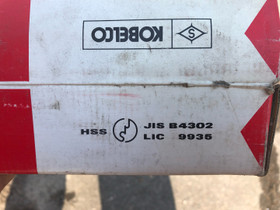 KOBELCO
S
HSS
JIS B4302
LIC 9935